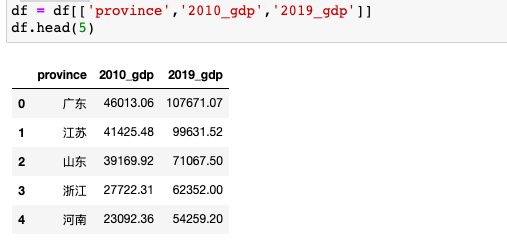 df = df[['province','2010_gdp','2019_gdp']]
df.head(5)
province 2010_gdp 2019_gdp
0 广东 46013.06 107671.07
1 江苏 41425.48 99631.52
2 山东 39169.92 71067.50
3 浙江 27722.31 62352.00
4 河南 23092.36 54259.20